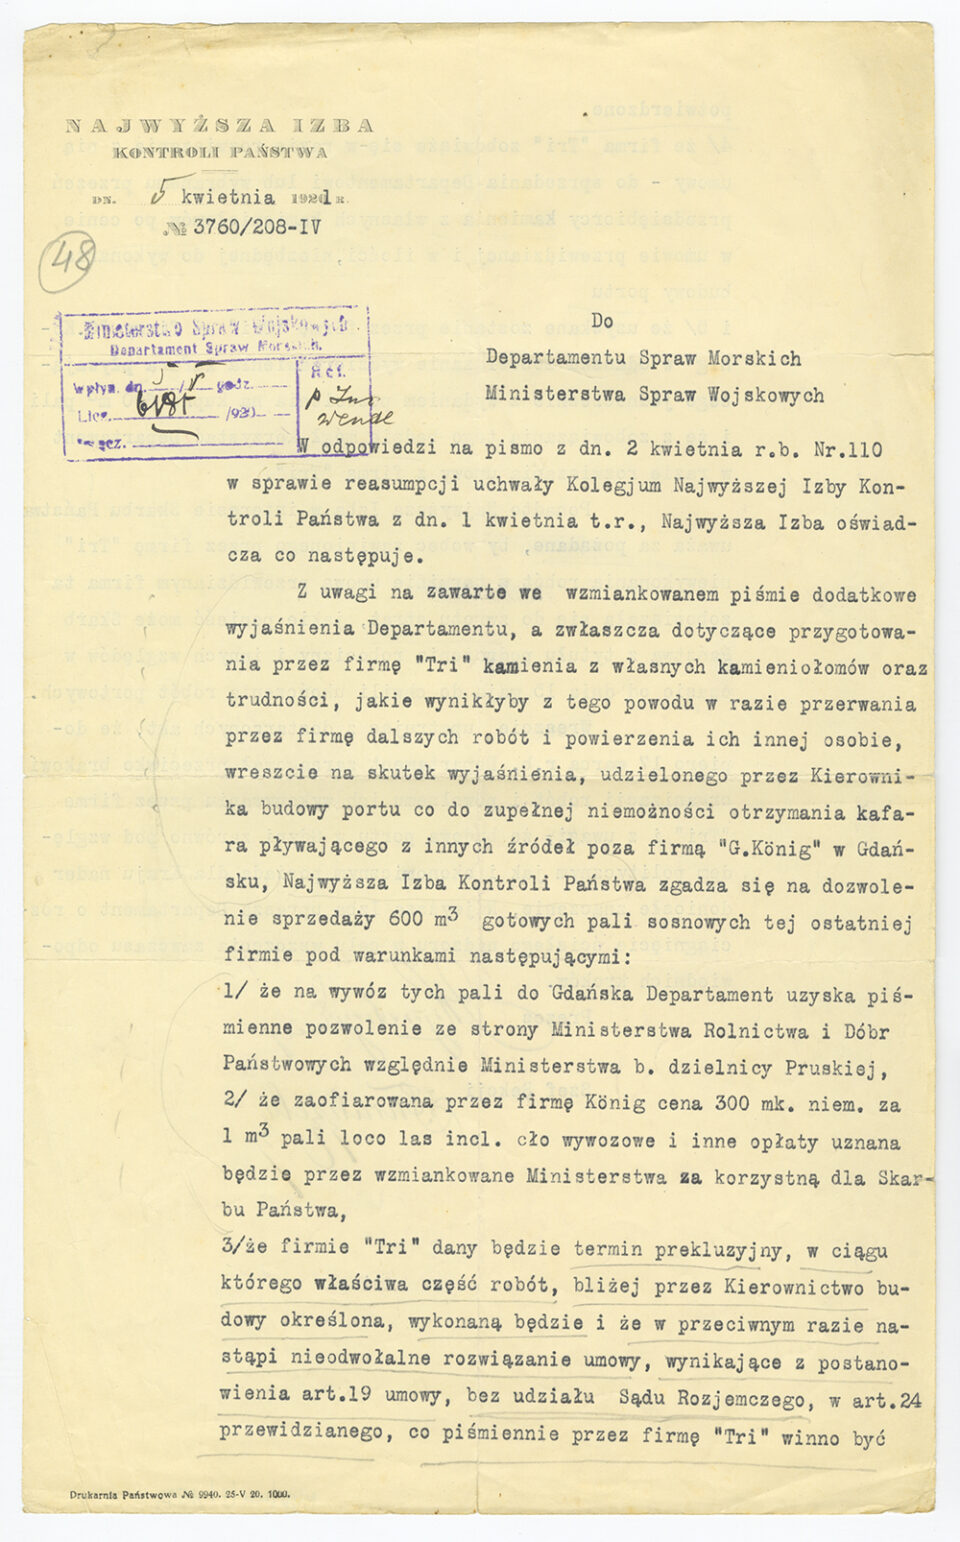 NAJWYŻSZA IZBA
KONTROLI PAŃSTWA
DN. 5 kwietnia 1921 R.
№ 3760/208-IV
48
Ministerstwo Spraw Wojskowych
Departament Spraw Morskich.
wpłyn. dn. 5/V godz.
Licz. 6185 /920
Ref.
p Inż
Wende
Do
Departamentu Spraw Morskich
Ministerstwa Spraw Wojskowych
W odpowiedzi na pismo z dn. 2 kwietnia r.b. Nr.110
w sprawie reasumpcji uchwały Kolegjum Najwyższej Izby Kon-
troli Państwa z dn. 1 kwietnia t.r., Najwyższa Izba oświad-
cza co następuje.
Z uwagi na zawarte we wzmiankowanem piśmie dodatkowe
wyjaśnienia Departamentu, a zwłaszcza dotyczące przygotowa-
nia przez firmę "Tri" kamienia z własnych kamieniołomów oraz
trudności, jakie wynikłyby z tego powodu w razie przerwania
przez firmę dalszych robót i powierzenia ich innej osobie,
wreszcie na skutek wyjaśnienia, udzielonego przez Kierowni-
ka budowy portu co do zupełnej niemożności otrzymania kafa-
ra pływającego z innych źródeł poza firmą "G.König" w Gdań-
sku, Najwyższa Izba Kontroli Państwa zgadza się na dozwole-
nie sprzedaży 600 m3 gotowych pali sosnowych tej ostatniej
firmie pod warunkami następującymi:
1/ że na wywóz tych pali do Gdańska Departament uzyska piś-
mienne pozwolenie ze strony Ministerstwa Rolnictwa i Dóbr
Państwowych względnie Ministerstwa b. dzielnicy Pruskiej,
2/ że zaofiarowana przez firmę König cena 300 mk. niem. za
1 m3 pali loco las incl. cło wywozowe i inne opłaty uznana
będzie przez wzmiankowane Ministerstwa za korzystną dla Skar-
bu Państwa,
3/że firmie "Tri" dany będzie termin prekluzyjny, w ciągu
którego właściwa część robót, bliżej przez Kierownictwo bu-
dowy określona, wykonaną będzie i że w przeciwnym razie na-
stąpi nieodwołalne rozwiązanie umowy, wynikające z postano-
wienia art.19 umowy, bez udziału Sądu Rozjemczego, w art.24
przewidzianego, co piśmiennie przez firmę "Tri" winno być
Drukarnia Państwowa № 9940. 25-V 20. 1000.